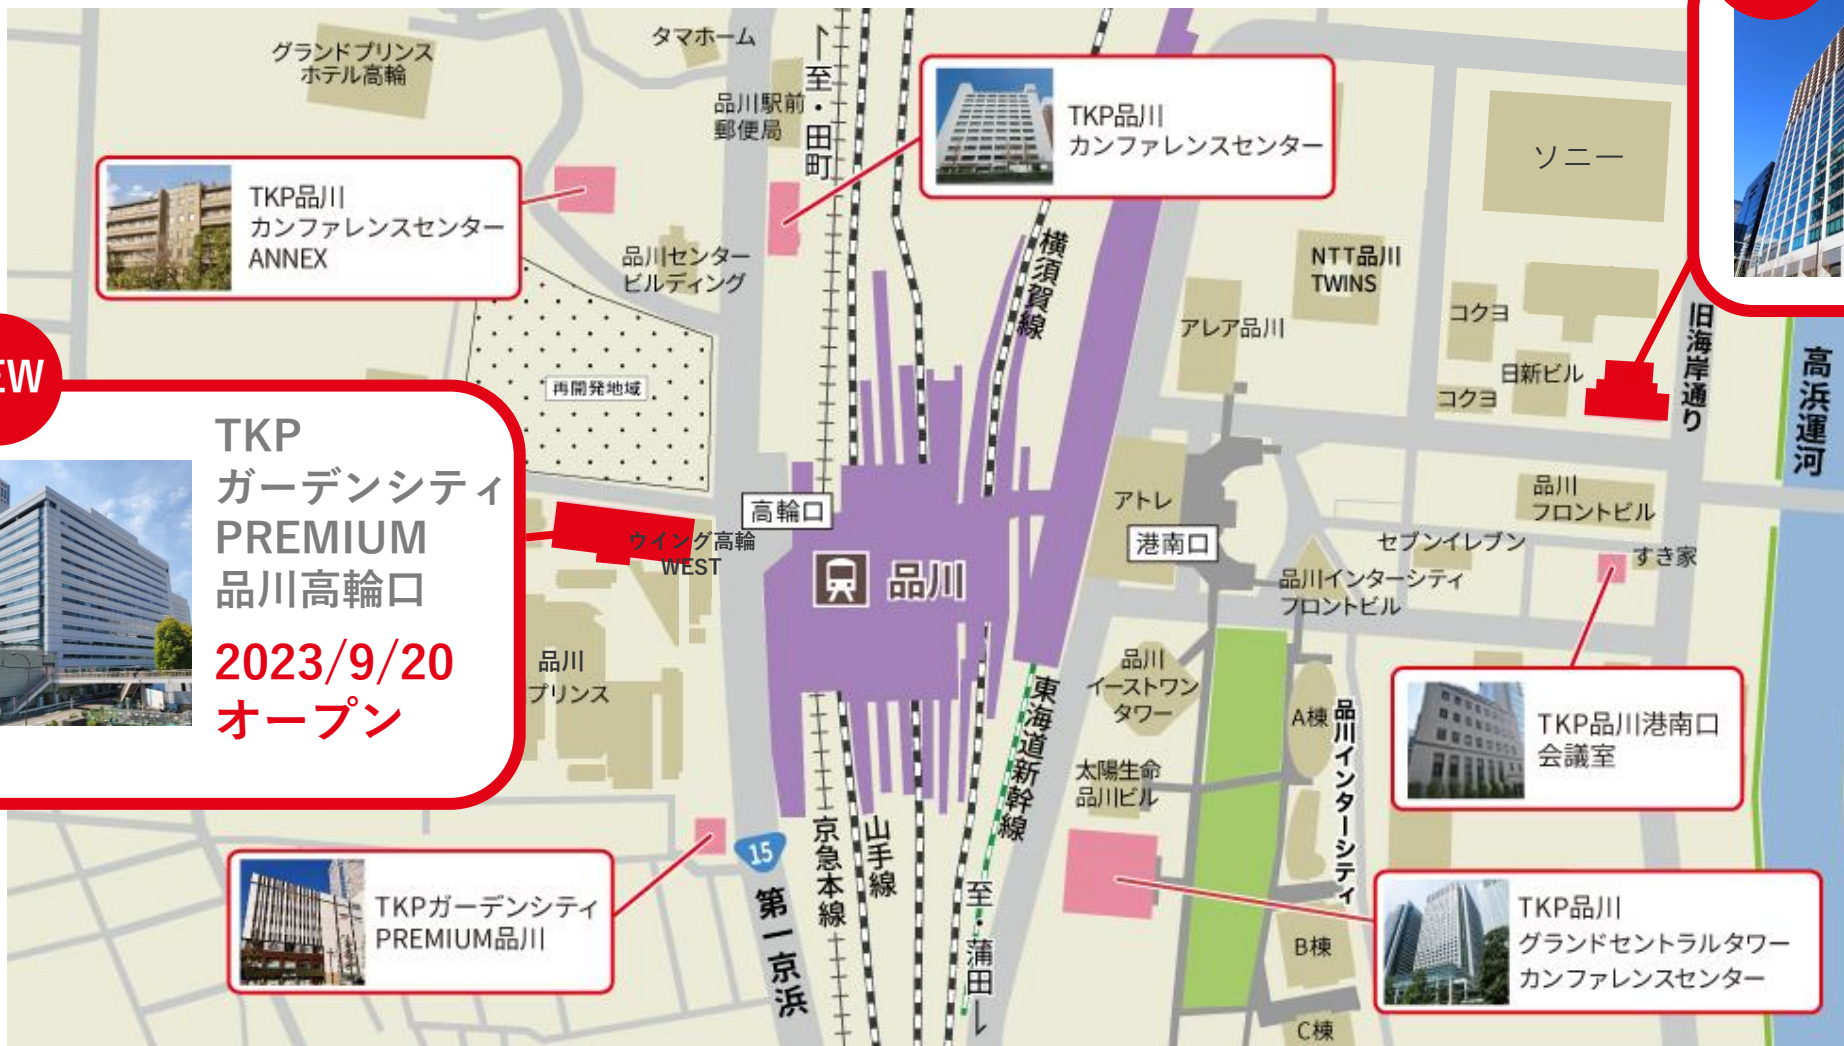 グランドプリンス
ホテル高輪
タマホーム
至・田町
品川駅前
郵便局
TKP品川
カンファレンスセンター
ソニー
TKP品川
カンファレンスセンター
ANNEX
品川センター
ビルディング
横須賀線
NTT品川
TWINS
アレア品川
コクヨ
日新ビル
コクヨ
旧海岸通り
高浜運河
再開発地域
TKP
ガーデンシティ
PREMIUM
品川高輪口
2023/9/20
オープン
高輪口
ウイング高輪
WEST
品川
アトレ
港南口
品川
フロントビル
セブンイレブン
すき家
品川インターシティ
フロントビル
品川
プリンス
品川
イーストワン
タワー
東海道新幹線
A棟
品川インターシティ
TKP品川港南口
会議室
太陽生命
品川ビル
15
第一京浜
京急本線
山手線
至・蒲田
TKPガーデンシティ
PREMIUM品川
B棟
TKP品川
グランドセントラルタワー
カンファレンスセンター
C棟